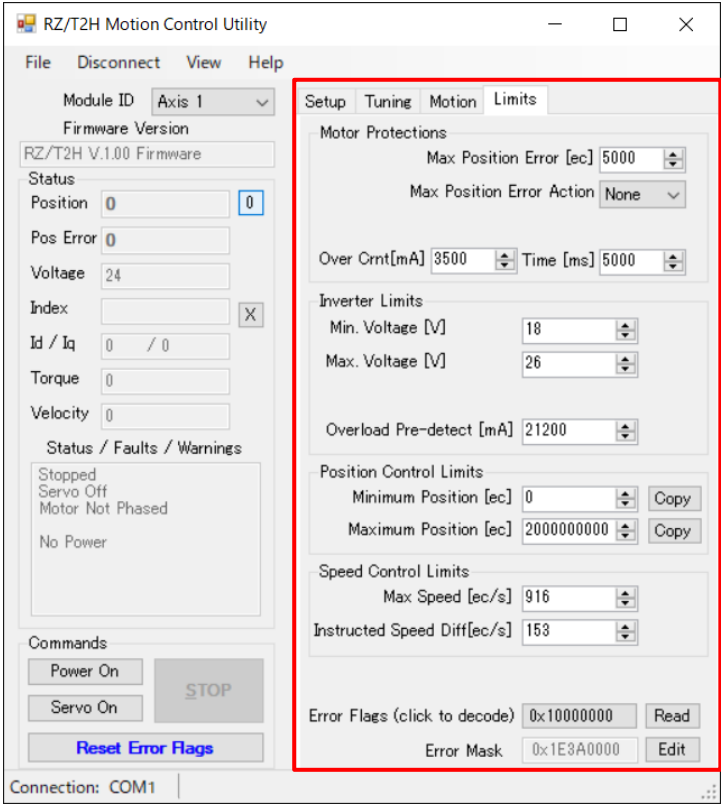 RZ/T2H Motion Control Utility
File Disconnect View Help
Module ID Axis 1
Firmware Version
RZ/T2H V.1.00 Firmware
Status
Position 0 0
Pos Error 0
Voltage 24
Index X
Id / Iq 0 / 0
Torque 0
Velocity 0
Status / Faults / Warnings
Stopped
Servo Off
Motor Not Phased
No Power
Commands
Power On
Servo On
STOP
Reset Error Flags
Setup Tuning Motion Limits
Motor Protections
Max Position Error [ec] 5000
Max Position Error Action None
Over Crnt[mA] 3500 Time [ms] 5000
Inverter Limits
Min. Voltage [V] 18
Max. Voltage [V] 26
Overload Pre-detect [mA] 21200
Position Control Limits
Minimum Position [ec] 0 Copy
Maximum Position [ec] 2000000000 Copy
Speed Control Limits
Max Speed [ec/s] 916
Instructed Speed Diff[ec/s] 153
Error Flags (click to decode) 0x10000000 Read
Error Mask 0x1E3A0000 Edit
Connection: COM1